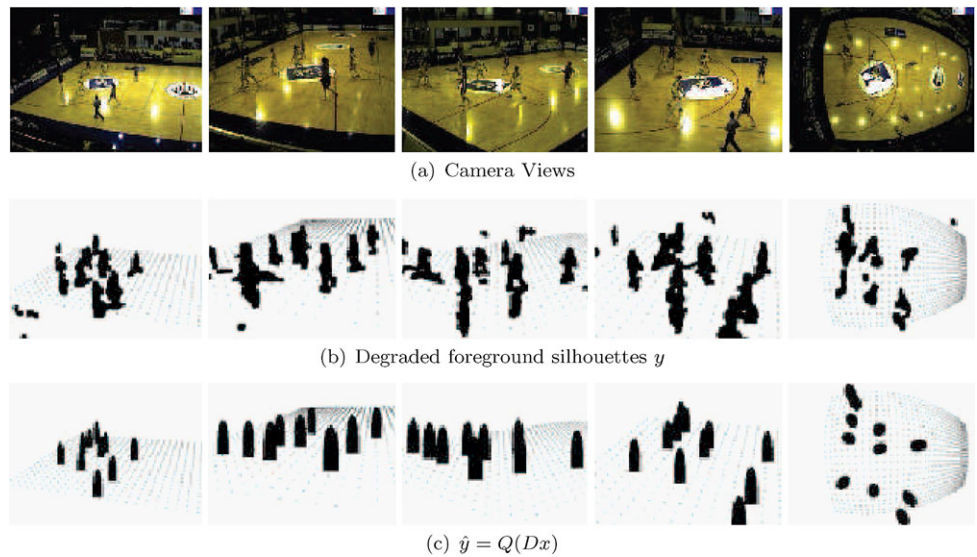 (a) Camera Views
(b) Degraded foreground silhouettes y
(c) ŷ = Q(Dx)